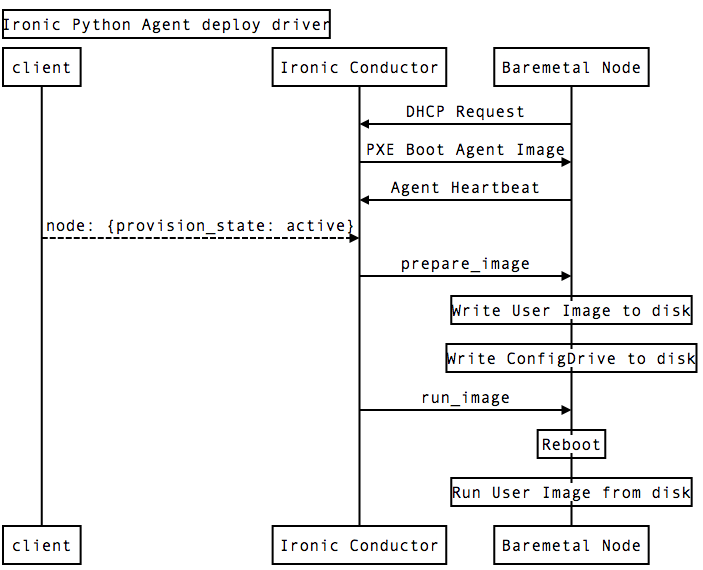 Ironic Python Agent deploy driver
client
Ironic Conductor
Baremetal Node
DHCP Request
PXE Boot Agent Image
Agent Heartbeat
node: {provision_state: active}
prepare_image
Write User Image to disk
Write ConfigDrive to disk
run_image
Reboot
Run User Image from disk
client
Ironic Conductor
Baremetal Node